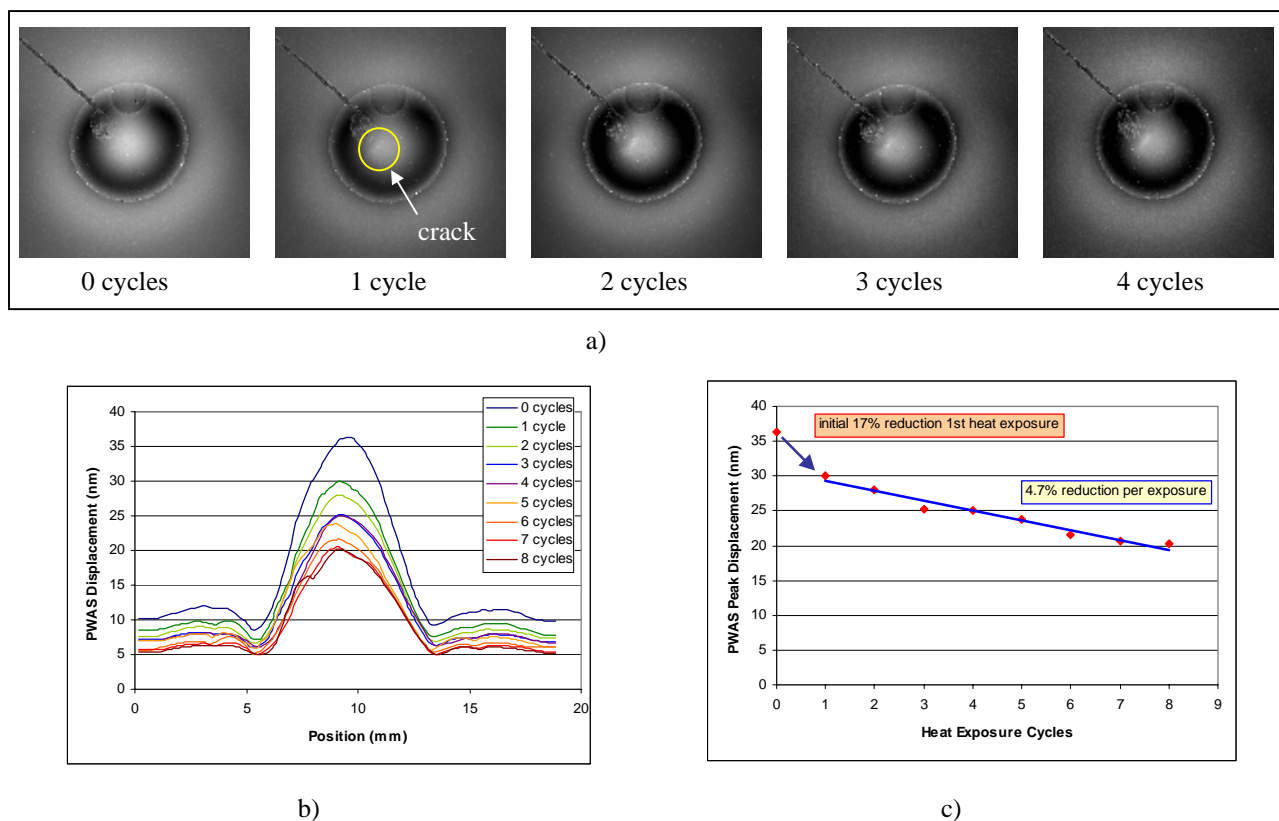 crack
0 cycles 1 cycle 2 cycles 3 cycles 4 cycles
a)
PWAS Displacement (nm)
40
35
30
25
20
15
10
5
0
0 5 10 15 20
Position (mm)
0 cycles
1 cycle
2 cycles
3 cycles
4 cycles
5 cycles
6 cycles
7 cycles
8 cycles
b)
PWAS Peak Displacement (nm)
40
35
30
25
20
15
10
5
0
0 1 2 3 4 5 6 7 8 9
Heat Exposure Cycles
initial 17% reduction 1st heat exposure
4.7% reduction per exposure
c)